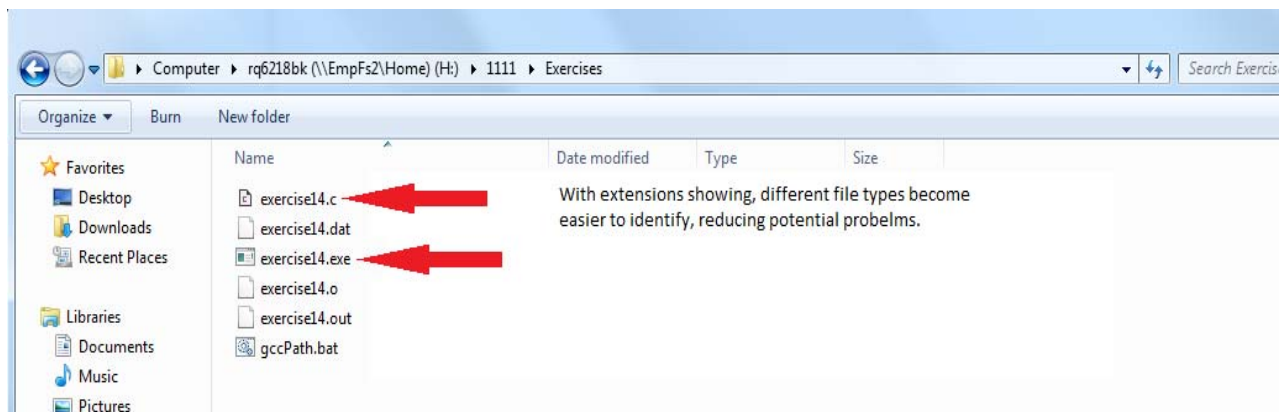 Computer ▸ rq6218bk (\\EmpFs2\Home) (H:) ▸ 1111 ▸ Exercises
Search Exercis
Organize ▾ Burn New folder
Favorites
Desktop
Downloads
Recent Places
Libraries
Documents
Music
Pictures
Name Date modified Type Size
exercise14.c
exercise14.dat
exercise14.exe
exercise14.o
exercise14.out
gccPath.bat
With extensions showing, different file types become
easier to identify, reducing potential probelms.